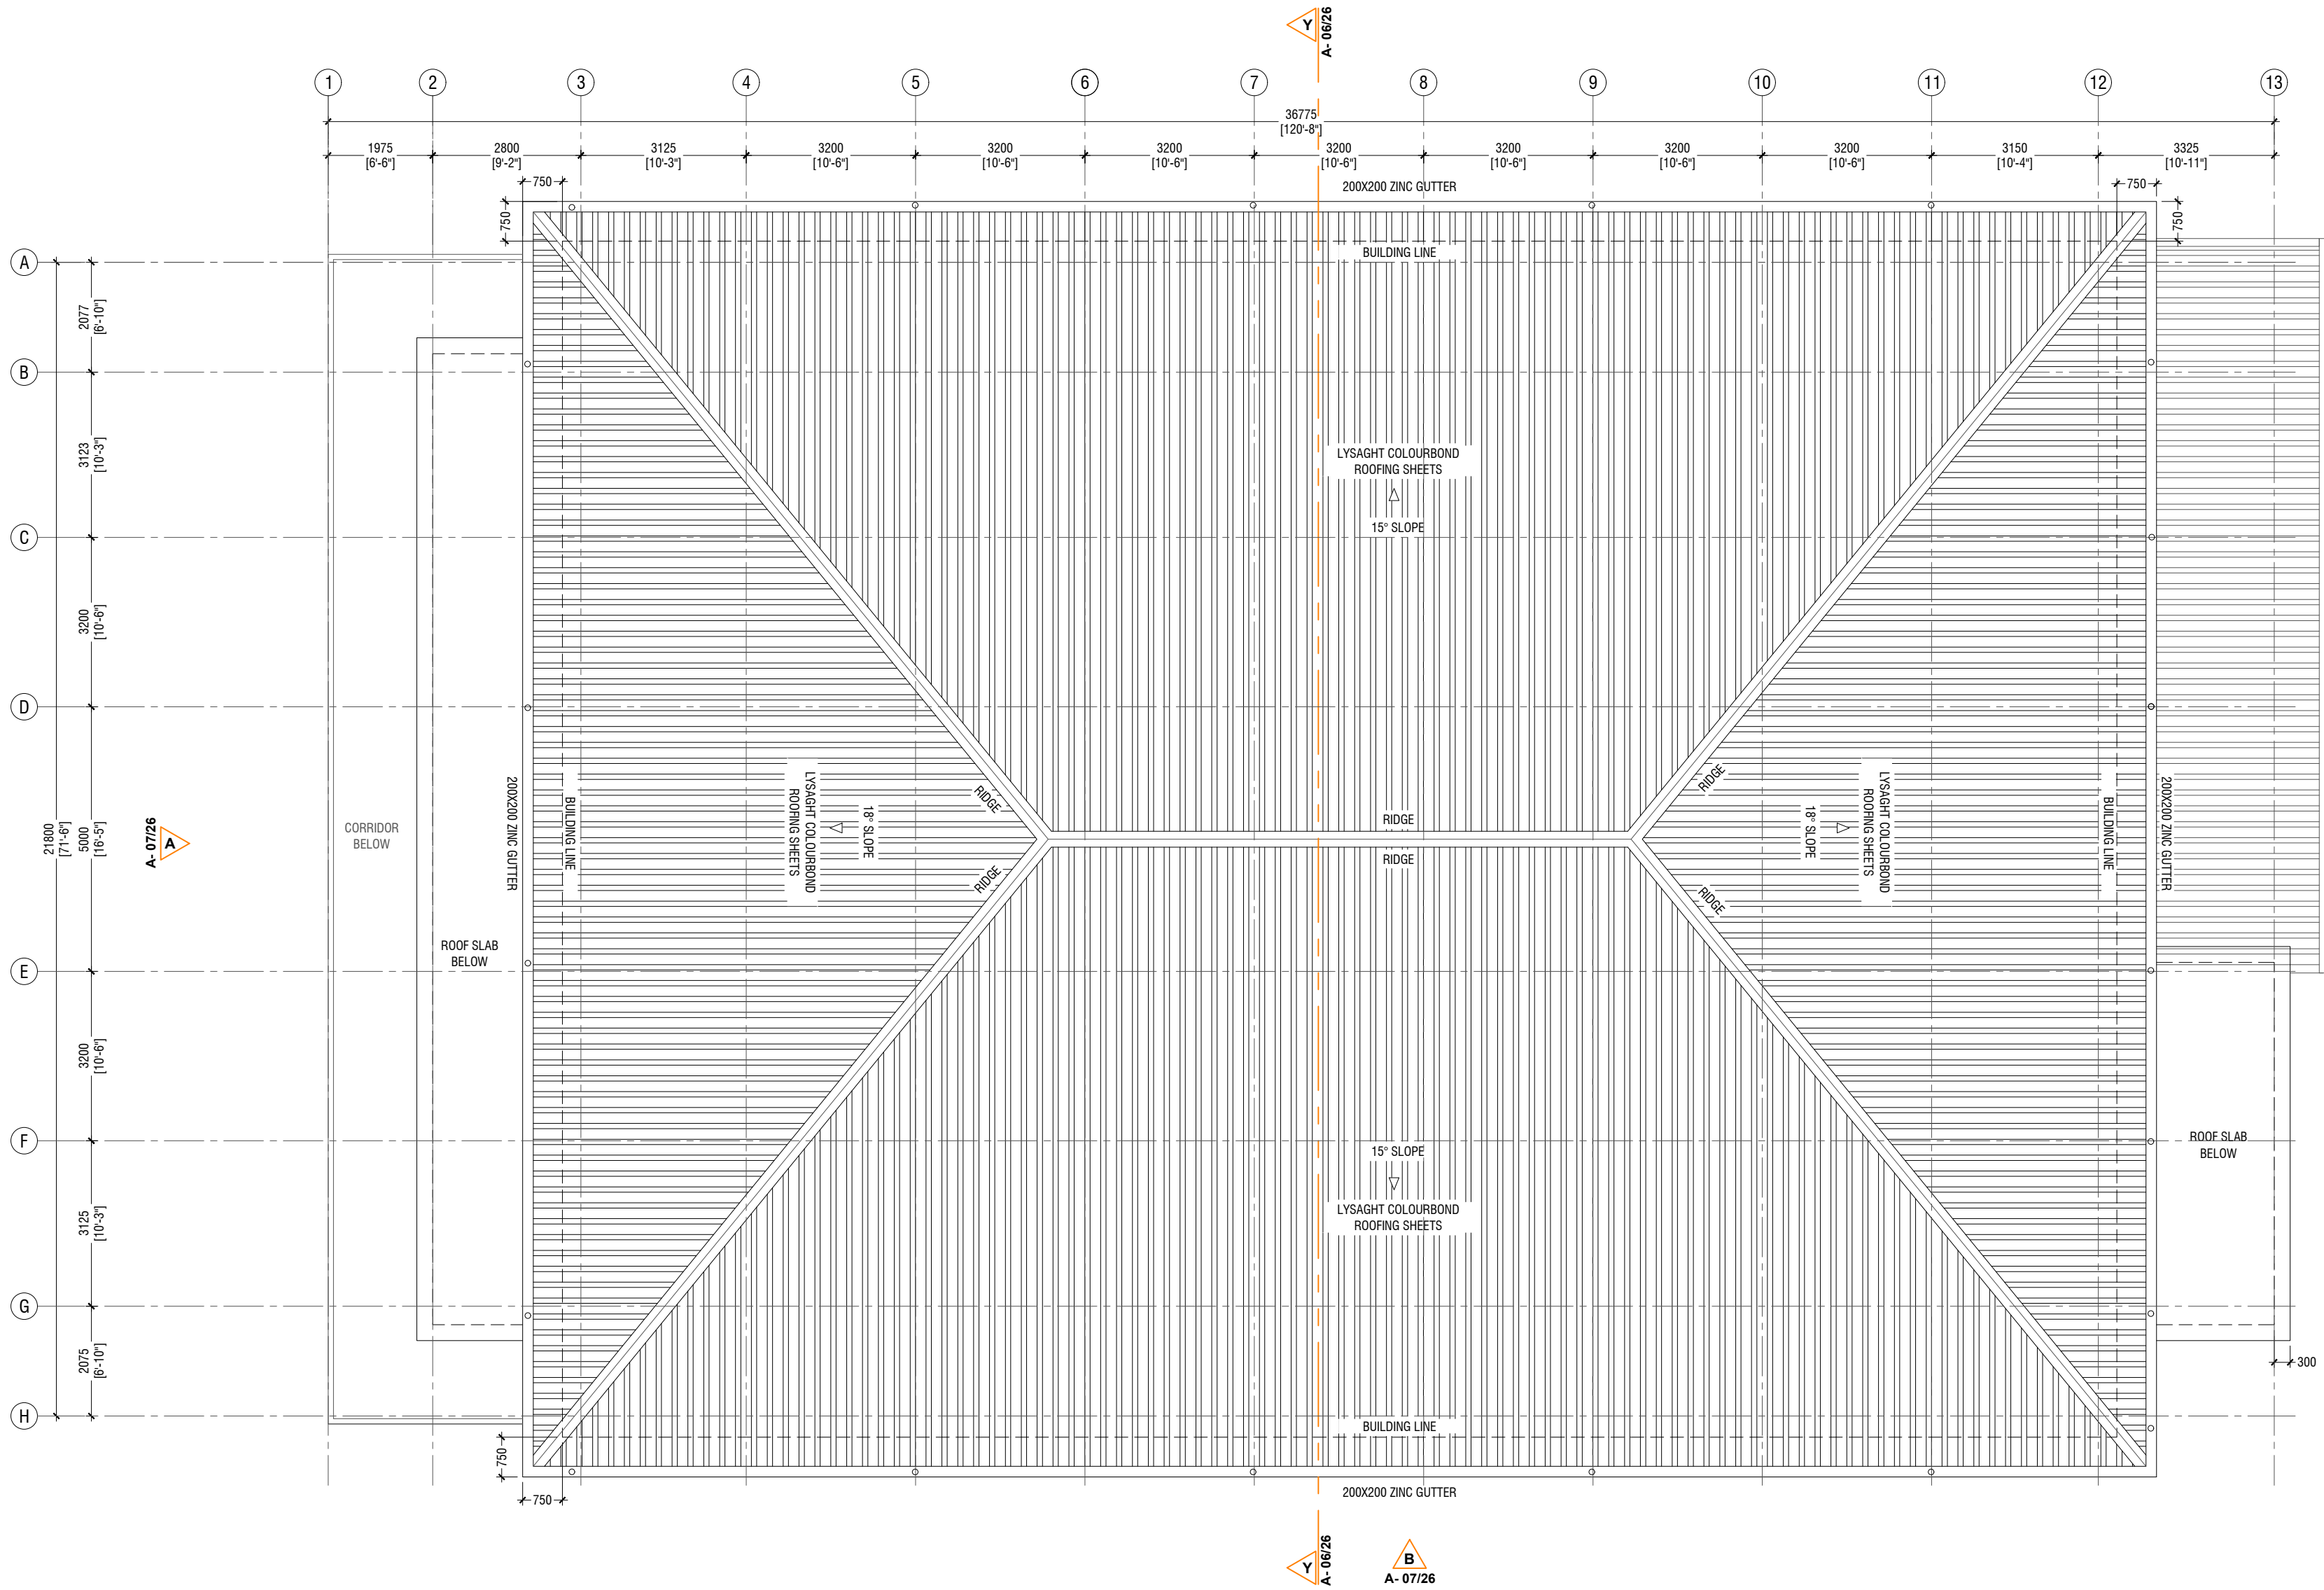 Y
A- 06/26
1
2
3
4
5
6
7
8
9
10
11
12
13
36775
[120'-8"]
1975
[6'-6"]
2800
[9'-2"]
3125
[10'-3"]
3200
[10'-6"]
3200
[10'-6"]
3200
[10'-6"]
3200
[10'-6"]
3200
[10'-6"]
3200
[10'-6"]
3200
[10'-6"]
3150
[10'-4"]
3325
[10'-11"]
750
200X200 ZINC GUTTER
750
750
750
BUILDING LINE
A
B
C
D
E
F
G
H
2077
[6'-10"]
3123
[10'-3"]
3200
[10'-6"]
21800
[71'-6"]
5000
[16'-5"]
3200
[10'-6"]
3125
[10'-3"]
2075
[6'-10"]
A- 07/26
A
LYSAGHT COLOURBOND
ROOFING SHEETS
15° SLOPE
CORRIDOR
BELOW
ROOF SLAB
BELOW
200X200 ZINC GUTTER
BUILDING LINE
LYSAGHT COLOURBOND
ROOFING SHEETS
18° SLOPE
RIDGE
RIDGE
RIDGE
RIDGE
RIDGE
RIDGE
18° SLOPE
LYSAGHT COLOURBOND
ROOFING SHEETS
BUILDING LINE
200X200 ZINC GUTTER
15° SLOPE
LYSAGHT COLOURBOND
ROOFING SHEETS
ROOF SLAB
BELOW
300
BUILDING LINE
750
750
200X200 ZINC GUTTER
Y
A- 06/26
B
A- 07/26